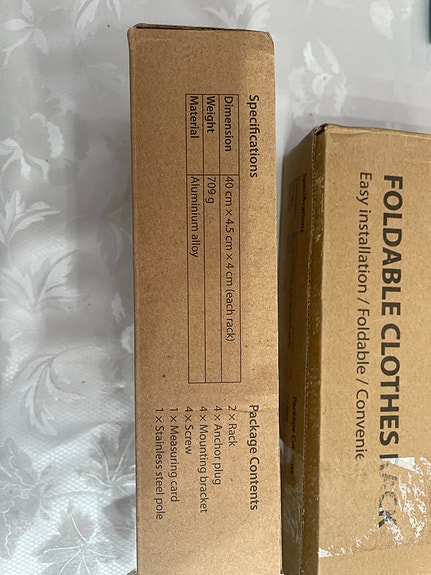 FOLDABLE CLOTHES RACK
Easy installation / Foldable / Convenie
Specifications
Dimension 40 cm × 4.5 cm × 4 cm (each rack)
Weight 709 g
Material Aluminium alloy
Package Contents
2 × Rack
4 × Anchor plug
4 × Mounting bracket
4 × Screw
1 × Measuring card
1 × Stainless steel pole